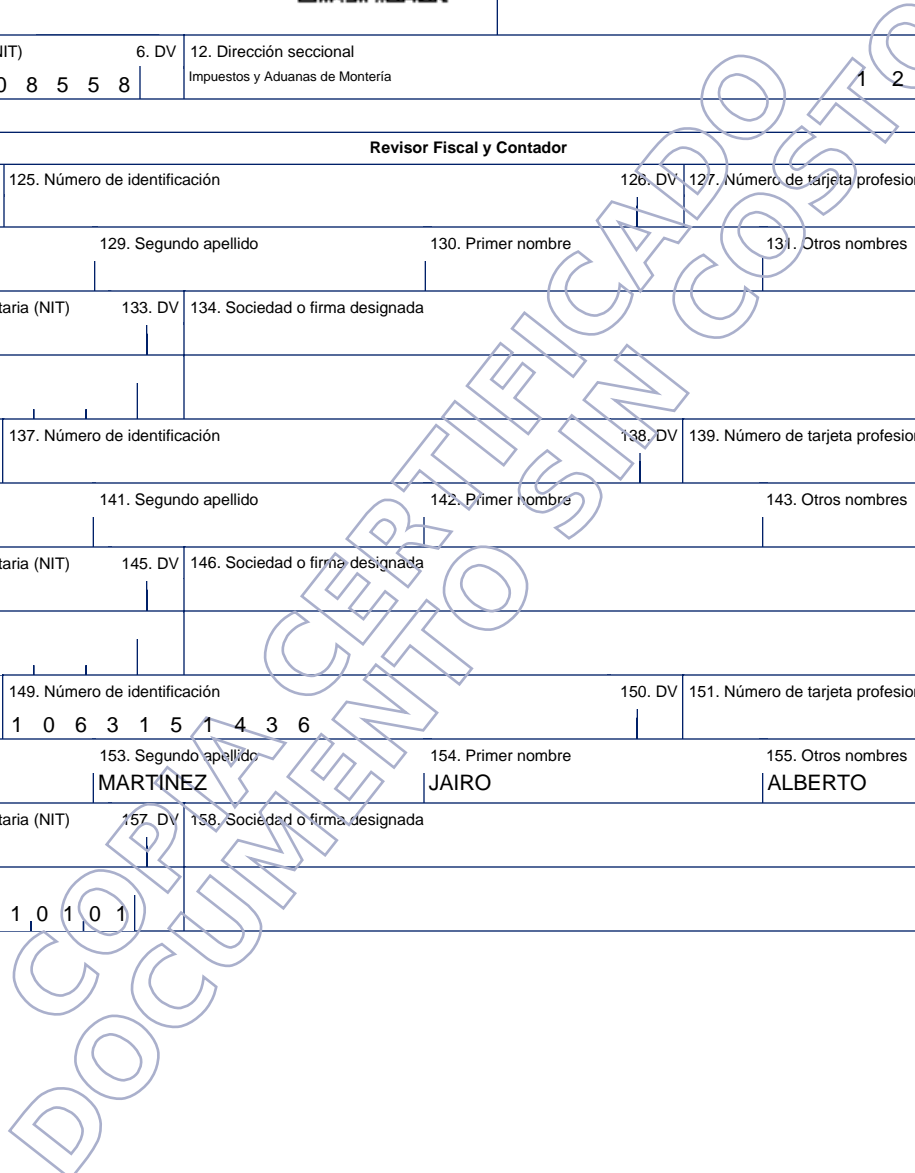 NIT) 6. DV 12. Dirección seccional
0 8 5 5 8 Impuestos y Aduanas de Montería 1 2
Revisor Fiscal y Contador
125. Número de identificación 126. DV 127. Número de tarjeta profesion
129. Segundo apellido 130. Primer nombre 131. Otros nombres
taria (NIT) 133. DV 134. Sociedad o firma designada
137. Número de identificación 138. DV 139. Número de tarjeta profesion
141. Segundo apellido 142. Primer nombre 143. Otros nombres
taria (NIT) 145. DV 146. Sociedad o firma designada
149. Número de identificación 150. DV 151. Número de tarjeta profesion
1 0 6 3 1 5 1 4 3 6
153. Segundo apellido 154. Primer nombre 155. Otros nombres
MARTINEZ JAIRO ALBERTO
taria (NIT) 157. DV 158. Sociedad o firma designada
1 0 1 0 1
COPIA CERTIFICADO
DOCUMENTO SIN COSTO